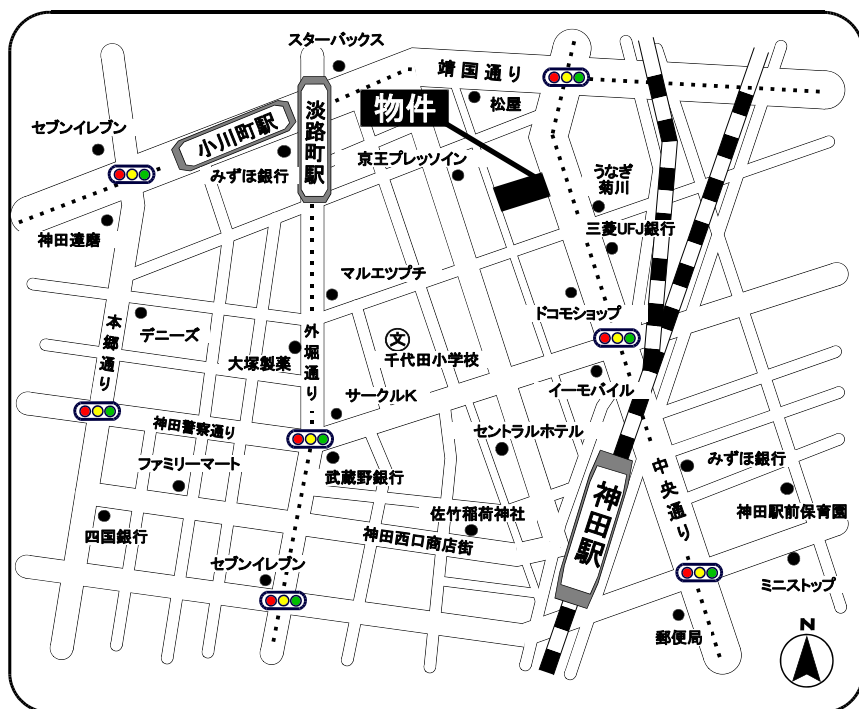 スターバックス
靖国通り
松屋
物件
淡路町駅
小川町駅
セブンイレブン
みずほ銀行
京王プレッソイン
うなぎ
菊川
三菱UFJ銀行
神田達磨
マルエツプチ
ドコモショップ
デニーズ
本郷通り
外堀通り
大塚製薬
文
千代田小学校
イーモバイル
サークルK
神田警察通り
セントラルホテル
中央通り
みずほ銀行
ファミリーマート
武蔵野銀行
神田駅
神田駅前保育園
四国銀行
佐竹稲荷神社
神田西口商店街
セブンイレブン
ミニストップ
郵便局
N